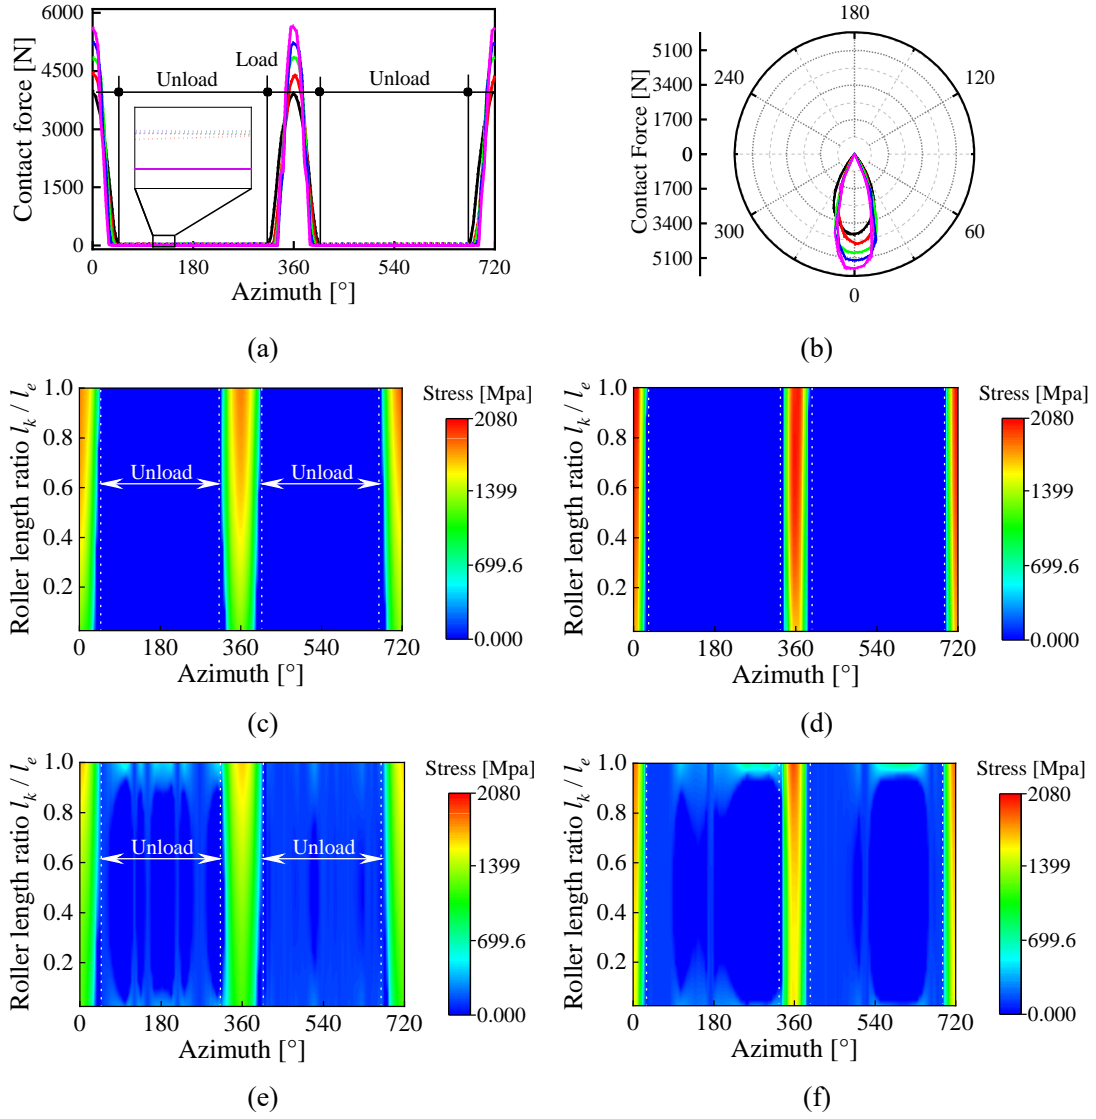 6000
4500
3000
1500
0
Contact force [N]
Load
Unload
Unload
0
180
360
540
720
Azimuth [°]
(a)
180
240
120
300
60
0
5100
3400
1700
0
1700
3400
5100
Contact Force [N]
(b)
1.0
0.8
0.6
0.4
0.2
Roller length ratio l_k / l_e
Unload
Unload
0
180
360
540
720
Azimuth [°]
Stress [Mpa]
2080
1399
699.6
0.000
(c)
1.0
0.8
0.6
0.4
0.2
Roller length ratio l_k / l_e
0
180
360
540
720
Azimuth [°]
Stress [Mpa]
2080
1399
699.6
0.000
(d)
1.0
0.8
0.6
0.4
0.2
Roller length ratio l_k / l_e
Unload
Unload
0
180
360
540
720
Azimuth [°]
Stress [Mpa]
2080
1399
699.6
0.000
(e)
1.0
0.8
0.6
0.4
0.2
Roller length ratio l_k / l_e
0
180
360
540
720
Azimuth [°]
Stress [Mpa]
2080
1399
699.6
0.000
(f)